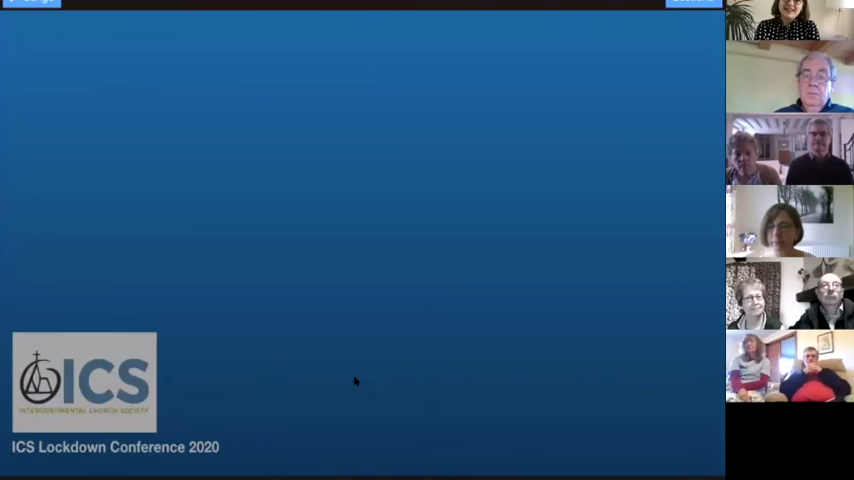 ICS
INTERCONTINENTAL CHURCH SOCIETY
ICS Lockdown Conference 2020